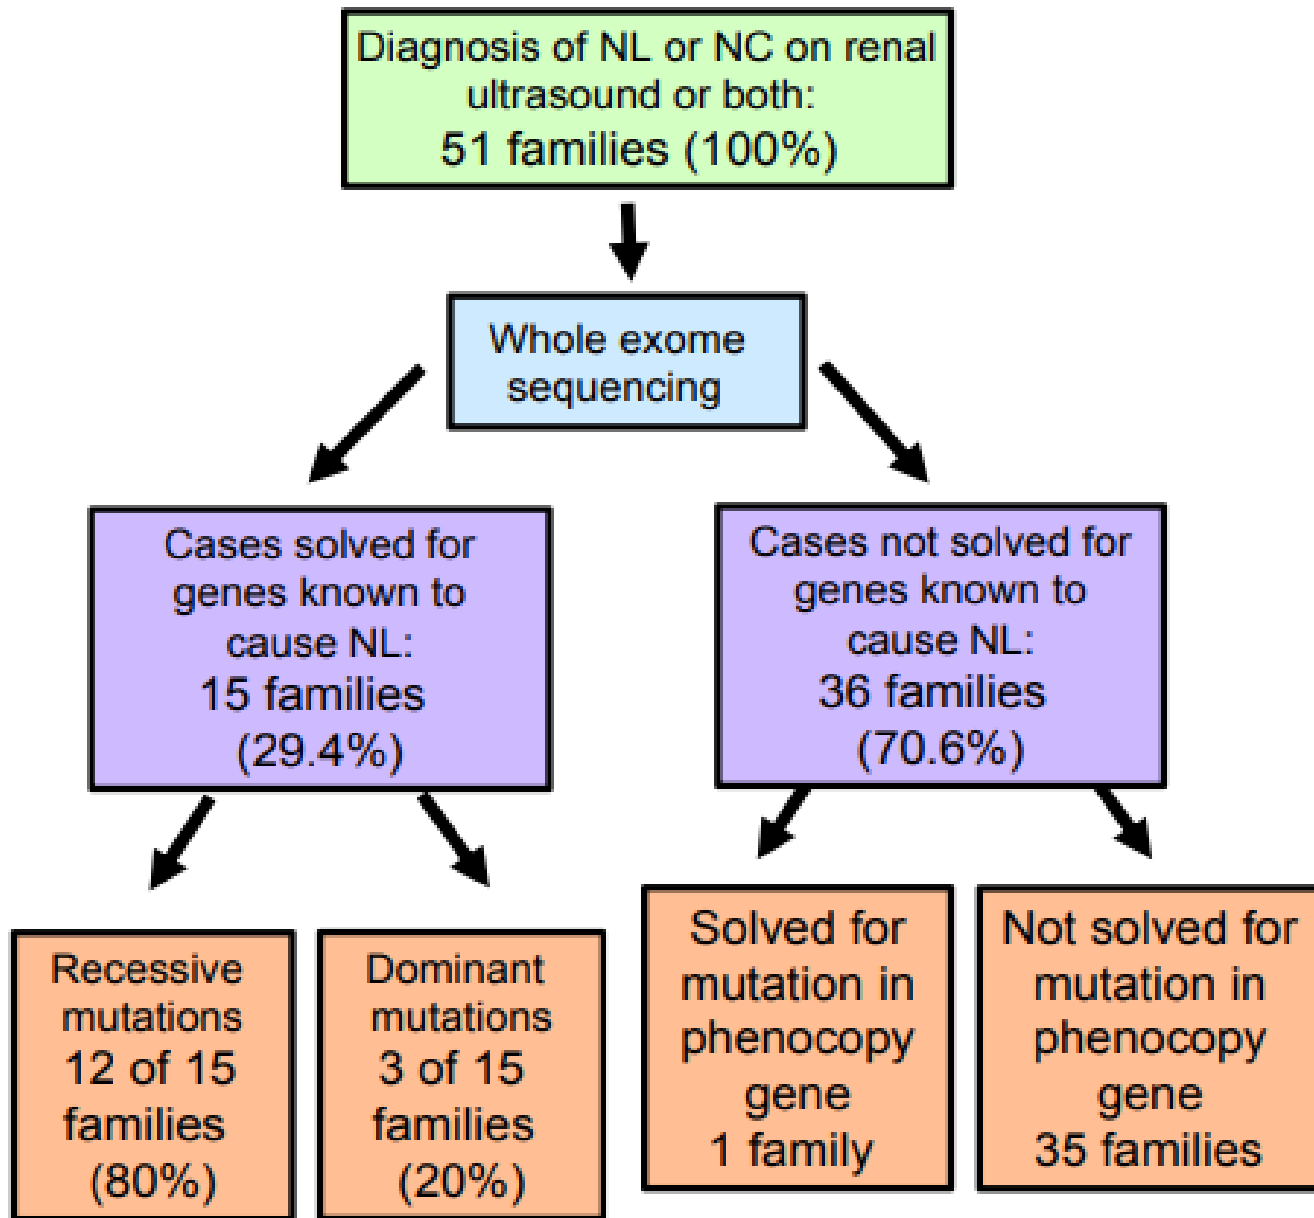 Diagnosis of NL or NC on renal
ultrasound or both:
51 families (100%)
Whole exome
sequencing
Cases solved for
genes known to
cause NL:
15 families
(29.4%)
Cases not solved for
genes known to
cause NL:
36 families
(70.6%)
Recessive
mutations
12 of 15
families
(80%)
Dominant
mutations
3 of 15
families
(20%)
Solved for
mutation in
phenocopy
gene
1 family
Not solved for
mutation in
phenocopy
gene
35 families